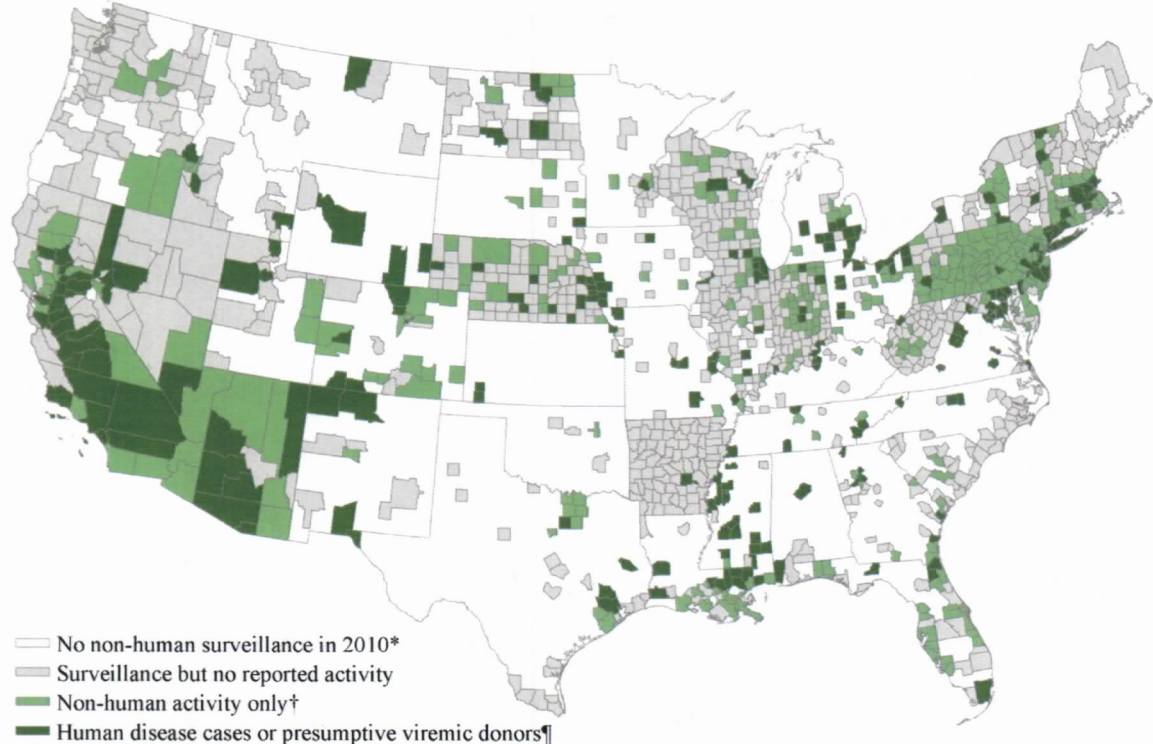 No non-human surveillance in 2010*
Surveillance but no reported activity
Non-human activity only†
Human disease cases or presumptive viremic donors¶